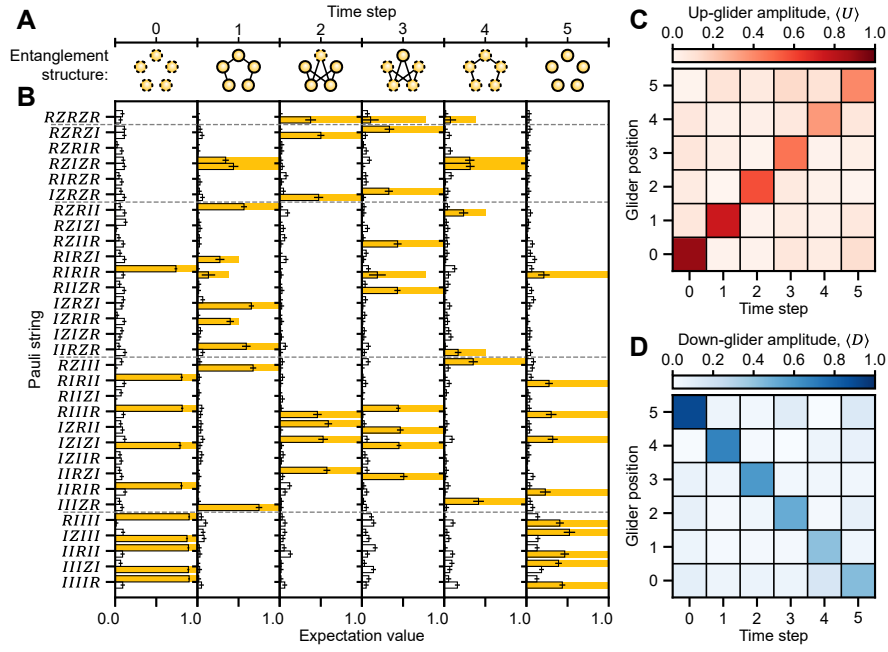 A
Time step
0 1 2 3 4 5
Entanglement
structure:
B
Pauli string
RZRZR
RZRZI
RZRIR
RZIZR
RIRZR
IZRZR
RZRII
RZIZI
RZIIR
RIRZI
RIRIR
RIIZR
IZRZI
IZRIR
IZIZR
IIRZR
RZIII
RIRII
RIIZI
RIIIR
IZRII
IZIZI
IZIIR
IIRZI
IIRIR
IIIZR
RIIII
IZIII
IIRII
IIIZI
IIIIR
0.0 1.0 1.0 1.0 1.0 1.0 1.0
Expectation value
C
Up-glider amplitude, ⟨U⟩
0.0 0.2 0.4 0.6 0.8 1.0
Glider position
5
4
3
2
1
0
0 1 2 3 4 5
Time step
D
Down-glider amplitude, ⟨D⟩
0.0 0.2 0.4 0.6 0.8 1.0
Glider position
5
4
3
2
1
0
0 1 2 3 4 5
Time step